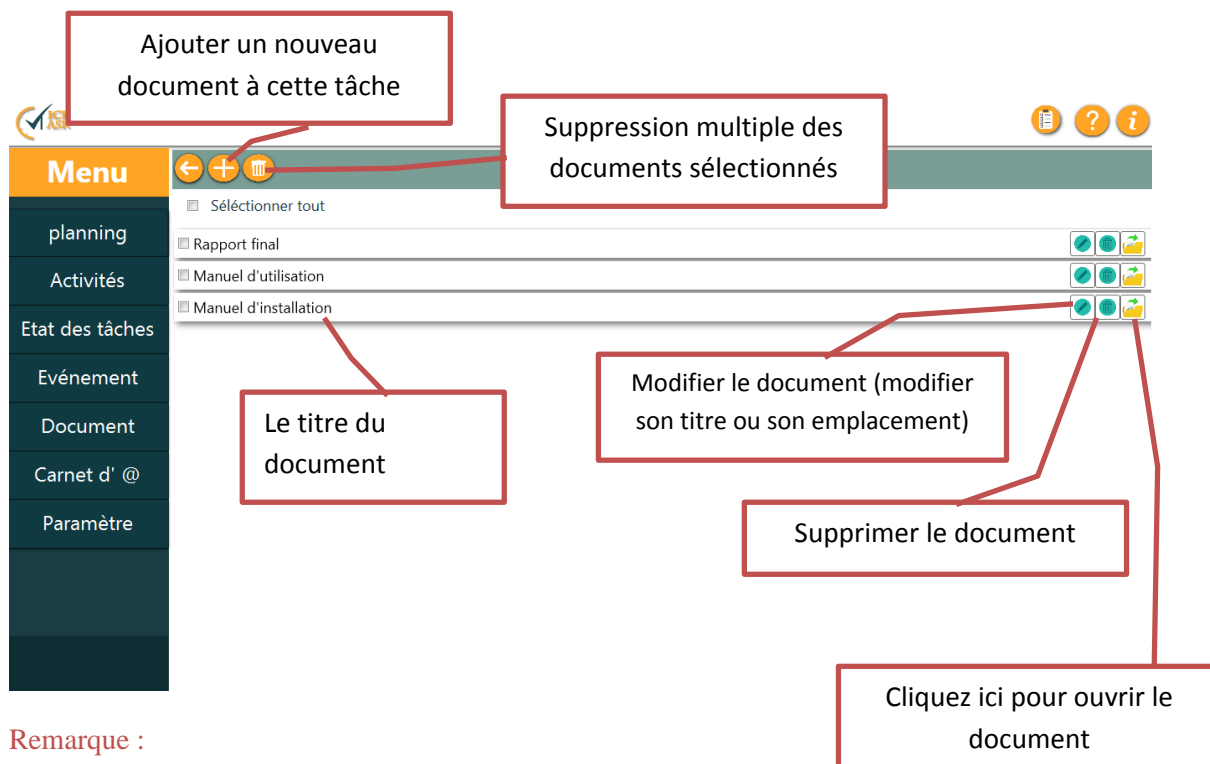 Ajouter un nouveau
document à cette tâche
Suppression multiple des
documents sélectionnés
Menu
?
i
Séléctionner tout
planning
Activités
Etat des tâches
Evénement
Document
Carnet d' @
Paramètre
Rapport final
Manuel d'utilisation
Manuel d'installation
Le titre du
document
Modifier le document (modifier
son titre ou son emplacement)
Supprimer le document
Cliquez ici pour ouvrir le
document
Remarque :